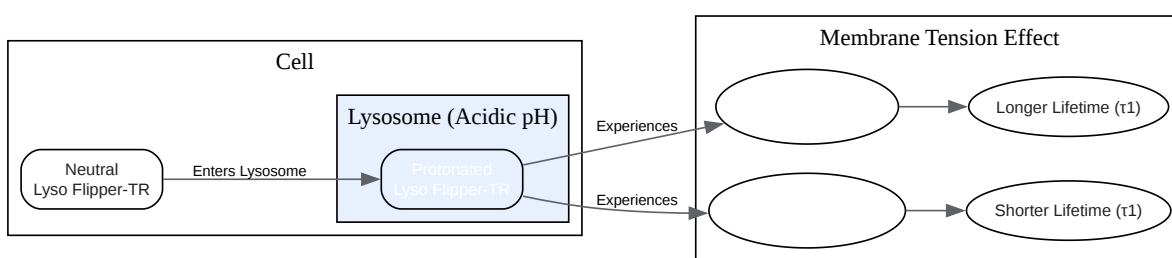 Membrane Tension Effect
Cell
Lysosome (Acidic pH)
Neutral
Lyso Flipper-TR
Enters Lysosome
Protonated
Lyso Flipper-TR
Experiences
Experiences
Longer Lifetime (τ1)
Shorter Lifetime (τ1)